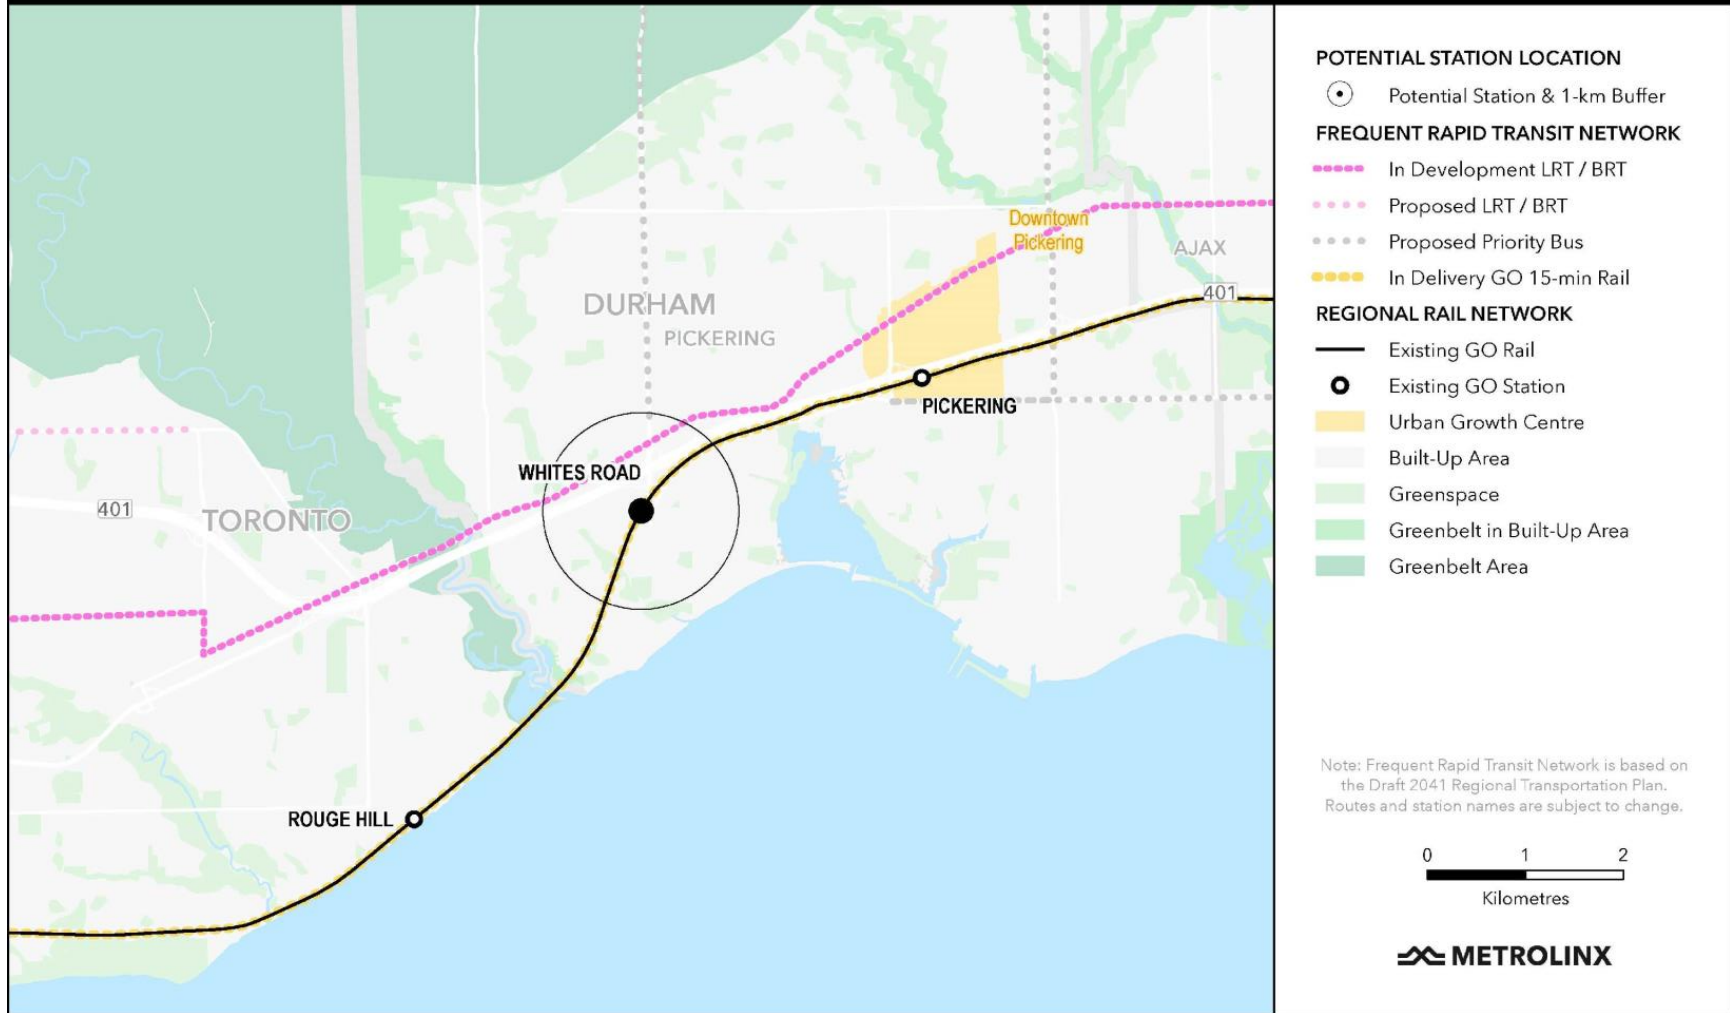 DURHAM
PICKERING
Downtown
Pickering
AJAX
401
PICKERING
WHITES ROAD
401
TORONTO
ROUGE HILL
POTENTIAL STATION LOCATION
Potential Station & 1-km Buffer
FREQUENT RAPID TRANSIT NETWORK
In Development LRT / BRT
Proposed LRT / BRT
Proposed Priority Bus
In Delivery GO 15-min Rail
REGIONAL RAIL NETWORK
Existing GO Rail
Existing GO Station
Urban Growth Centre
Built-Up Area
Greenspace
Greenbelt in Built-Up Area
Greenbelt Area
Note: Frequent Rapid Transit Network is based on
the Draft 2041 Regional Transportation Plan.
Routes and station names are subject to change.
0 1 2
Kilometres
METROLINX